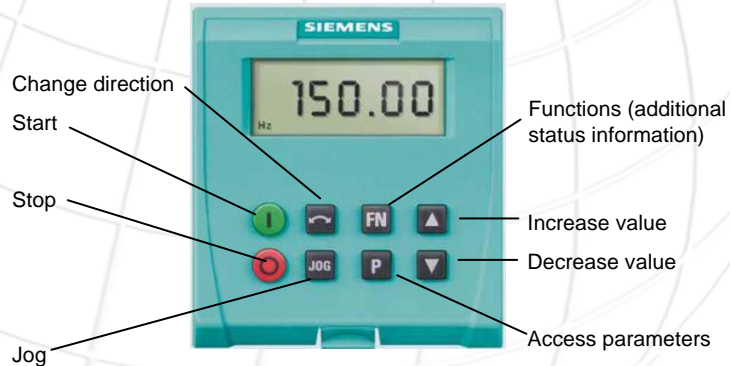 SIEMENS
150.00
Hz
Change direction
Start
Stop
Jog
Functions (additional
status information)
Increase value
Decrease value
Access parameters
I
FN
JOG
P